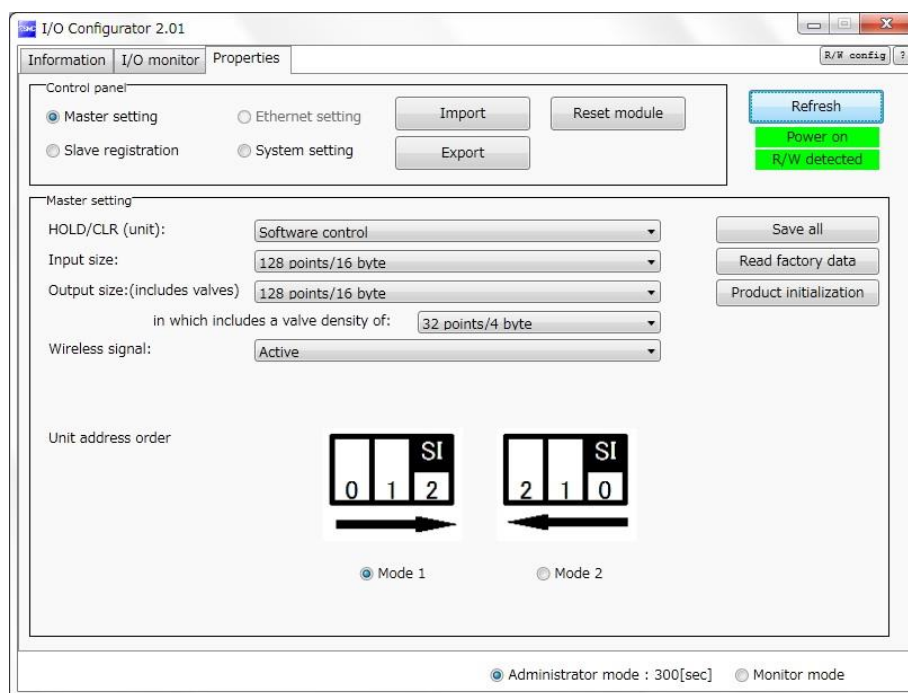 SMC I/O Configurator 2.01
Information I/O monitor Properties R/W config ?
Control panel
Master setting Ethernet setting Import Reset module Refresh
Power on
Slave registration System setting Export R/W detected
Master setting
HOLD/CLR (unit): Software control Save all
Input size: 128 points/16 byte Read factory data
Output size:(includes valves) 128 points/16 byte Product initialization
in which includes a valve density of: 32 points/4 byte
Wireless signal: Active
Unit address order
SI SI
0 1 2 2 1 0
Mode 1 Mode 2
Administrator mode : 300[sec] Monitor mode